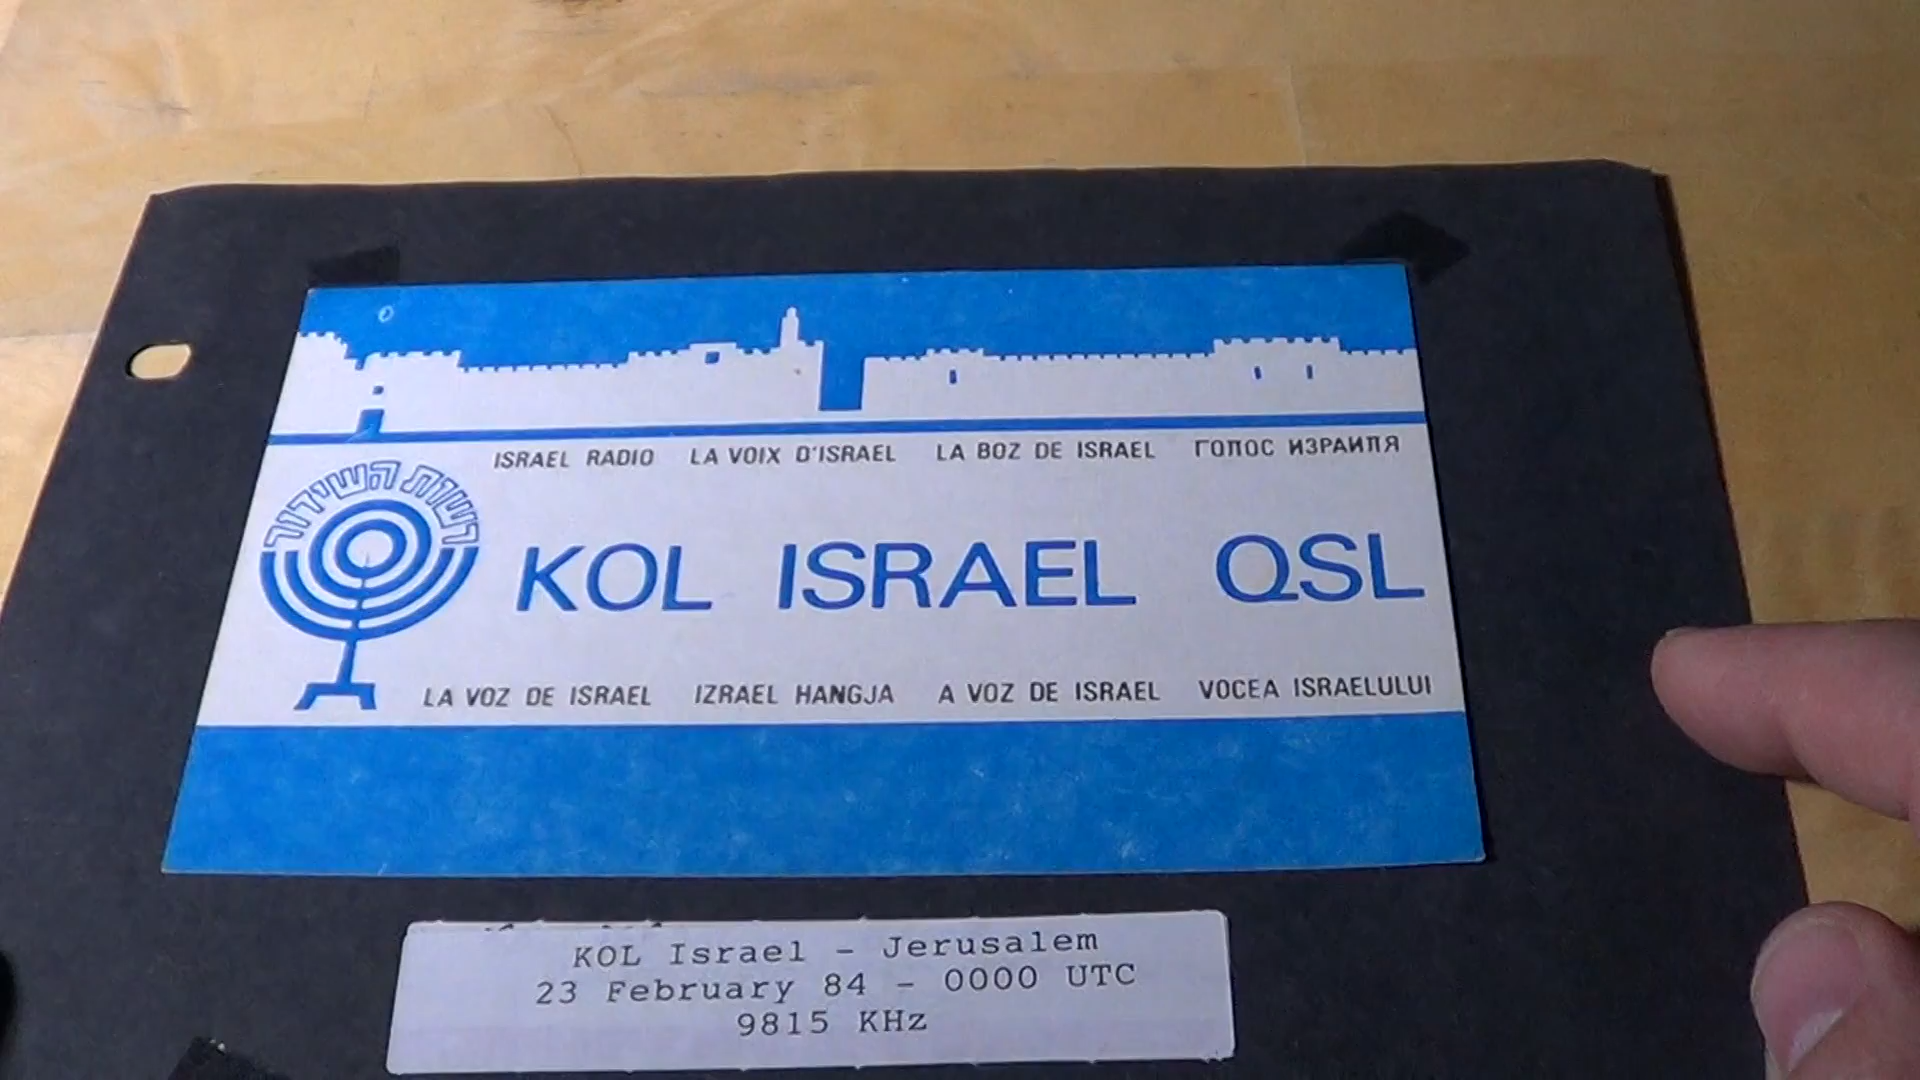 ISRAEL RADIO LA VOIX D'ISRAEL LA BOZ DE ISRAEL ГОЛОС ИЗРАИЛЯ
רשות השידור
KOL ISRAEL QSL
LA VOZ DE ISRAEL IZRAEL HANGJA A VOZ DE ISRAEL VOCEA ISRAELULUI
KOL Israel - Jerusalem
23 February 84 - 0000 UTC
9815 KHz